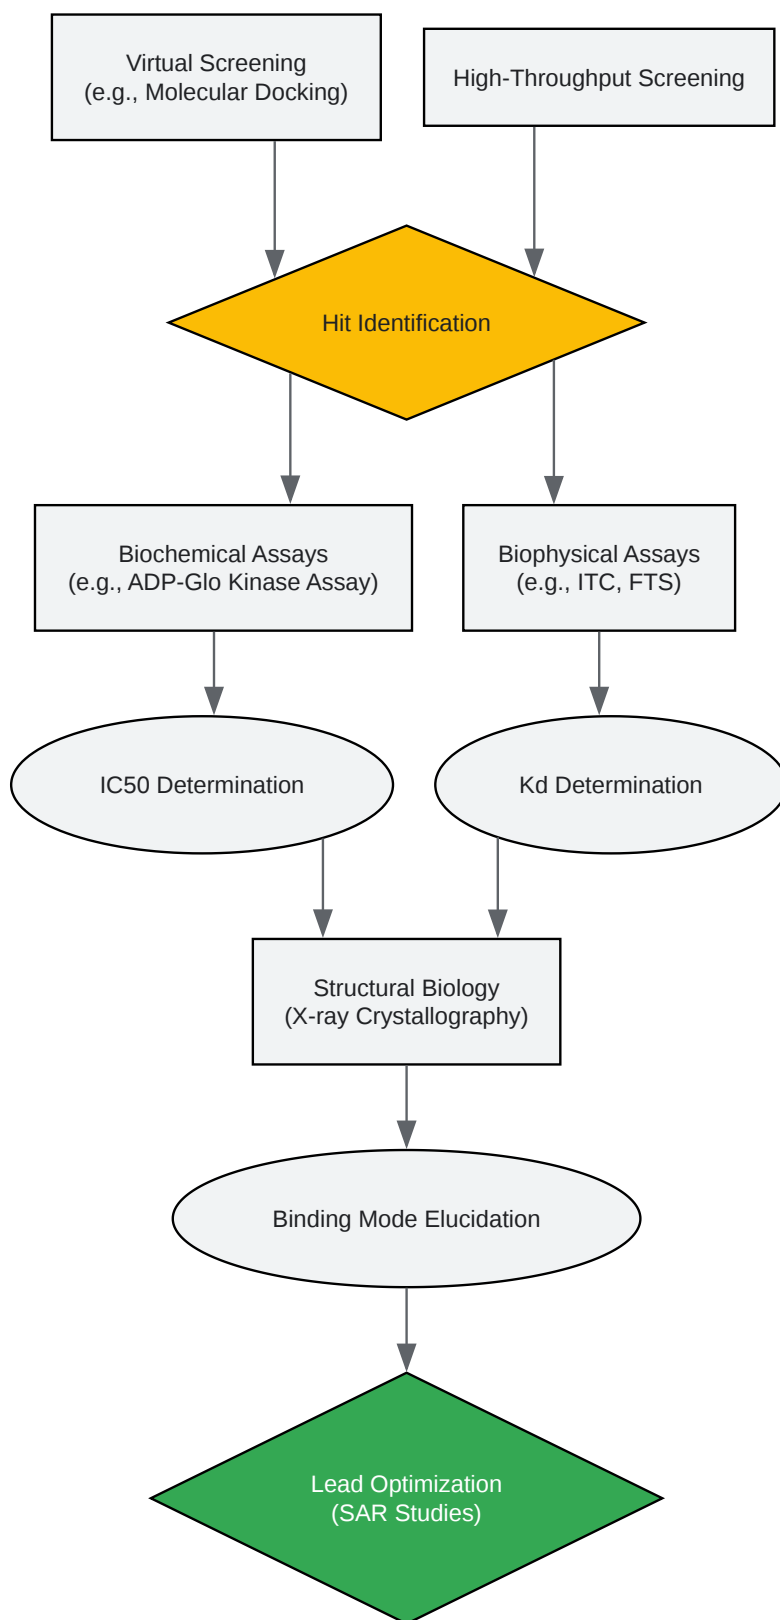 Virtual Screening
(e.g., Molecular Docking)
High-Throughput Screening
Hit Identification
Biochemical Assays
(e.g., ADP-Glo Kinase Assay)
Biophysical Assays
(e.g., ITC, FTS)
IC50 Determination
Kd Determination
Structural Biology
(X-ray Crystallography)
Binding Mode Elucidation
Lead Optimization
(SAR Studies)